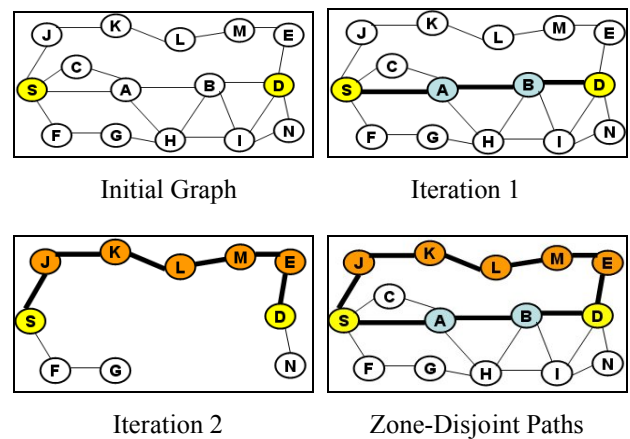 J K L M E
S C A B D
F G H I N
Initial Graph
J K L M E
S C A B D
F G H I N
Iteration 1
J K L M E
S D
F G N
Iteration 2
J K L M E
S C A B D
F G H I N
Zone-Disjoint Paths